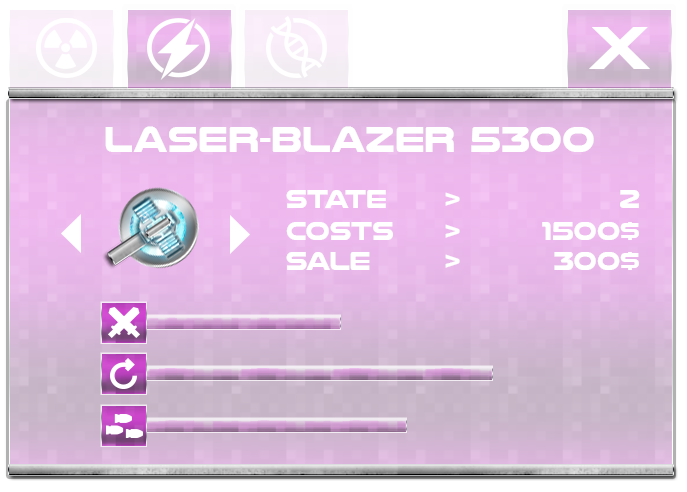 X
LASER-BLAZER 5300
STATE > 2
COSTS > 1500$
SALE > 300$